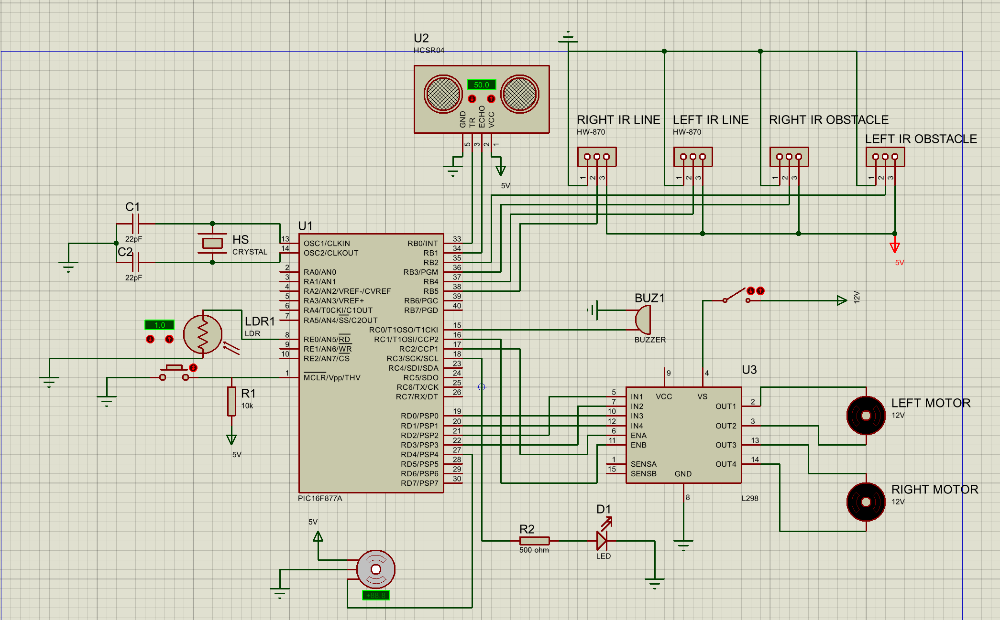 U2
HCSR04
50.0
GND
TR
ECHO
VCC
5
3
2
1
5V
RIGHT IR LINE
HW-870
1
2
3
LEFT IR LINE
HW-870
1
2
3
RIGHT IR OBSTACLE
1
2
3
LEFT IR OBSTACLE
1
2
3
5V
C1
22pF
C2
22pF
HS
CRYSTAL
U1
13 OSC1/CLKIN
14 OSC2/CLKOUT
2 RA0/AN0
3 RA1/AN1
4 RA2/AN2/VREF-/CVREF
5 RA3/AN3/VREF+
6 RA4/T0CKI/C1OUT
7 RA5/AN4/SS/C2OUT
8 RE0/AN5/RD
9 RE1/AN6/WR
10 RE2/AN7/CS
1 MCLR/Vpp/THV
RB0/INT 33
RB1 34
RB2 35
RB3/PGM 36
RB4 37
RB5 38
RB6/PGC 39
RB7/PGD 40
RC0/T1OSO/T1CKI 15
RC1/T1OSI/CCP2 16
RC2/CCP1 17
RC3/SCK/SCL 18
RC4/SDI/SDA 23
RC5/SDO 24
RC6/TX/CK 25
RC7/RX/DT 26
RD0/PSP0 19
RD1/PSP1 20
RD2/PSP2 21
RD3/PSP3 22
RD4/PSP4 27
RD5/PSP5 28
RD6/PSP6 29
RD7/PSP7 30
PIC16F877A
1.0
LDR1
LDR
R1
10k
5V
BUZ1
BUZZER
12V
U3
9
4
5 IN1
7 IN2
10 IN3
12 IN4
6 ENA
11 ENB
1 SENSA
15 SENSB
VCC
VS
OUT1 2
OUT2 3
OUT3 13
OUT4 14
GND
8
L298
LEFT MOTOR
12V
RIGHT MOTOR
12V
D1
LED
R2
500 ohm
5V
+88.8